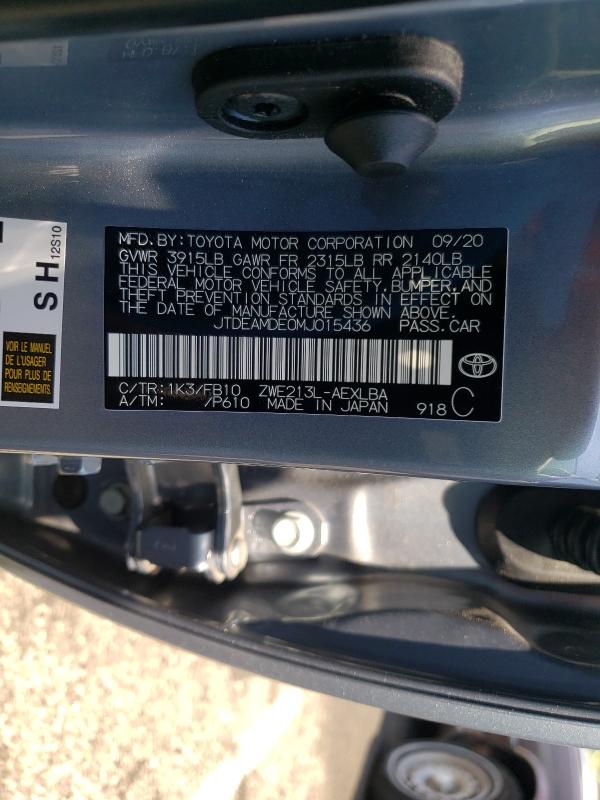 MFD. BY: TOYOTA MOTOR CORPORATION 09/20
GVWR 3915LB GAWR FR 2315LB RR 2140LB
THIS VEHICLE CONFORMS TO ALL APPLICABLE
FEDERAL MOTOR VEHICLE SAFETY, BUMPER, AND
THEFT PREVENTION STANDARDS IN EFFECT ON
THE DATE OF MANUFACTURE SHOWN ABOVE.
JTDEAMDE0MJ015436 PASS. CAR
C/TR: 1K3/FB10 ZWE213L-AEXLBA
A/TM: /P610 MADE IN JAPAN 918 C
SH 12S10
VOIR LE MANUEL
DE L'USAGER
POUR PLUS DE
RENSEIGNEMENTS